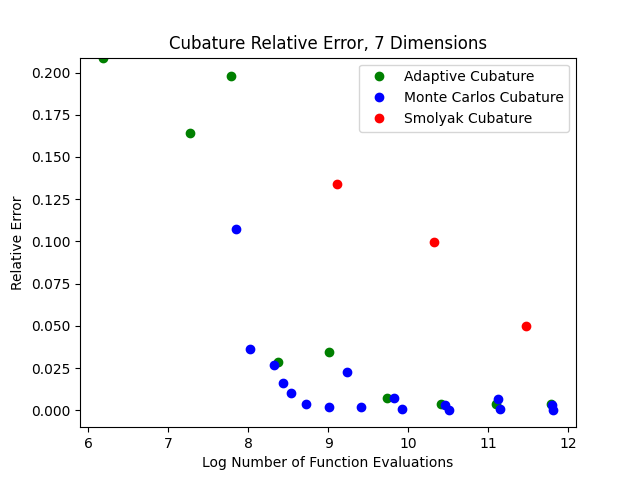 Cubature Relative Error, 7 Dimensions
Adaptive Cubature
Monte Carlos Cubature
Smolyak Cubature
Relative Error
0.200
0.175
0.150
0.125
0.100
0.075
0.050
0.025
0.000
6 7 8 9 10 11 12
Log Number of Function Evaluations